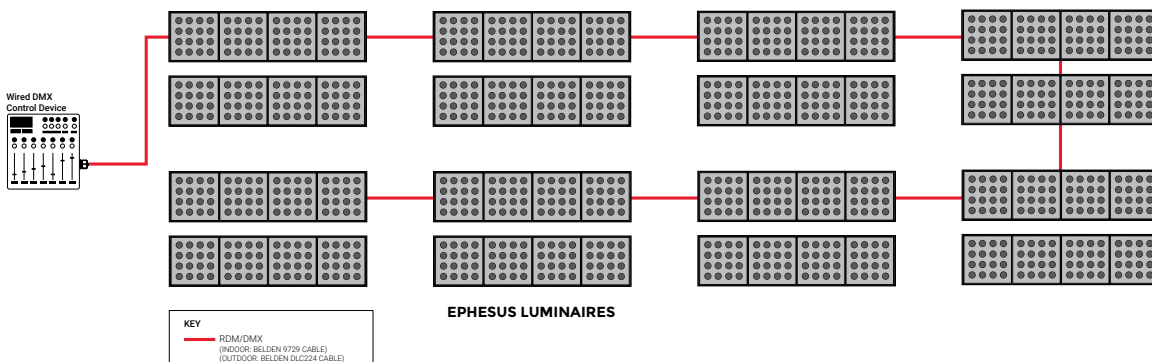 Wired DMX
Control Device
EPHESUS LUMINAIRES
KEY
RDM/DMX
(INDOOR: BELDEN 9729 CABLE)
(OUTDOOR: BELDEN DLC224 CABLE)